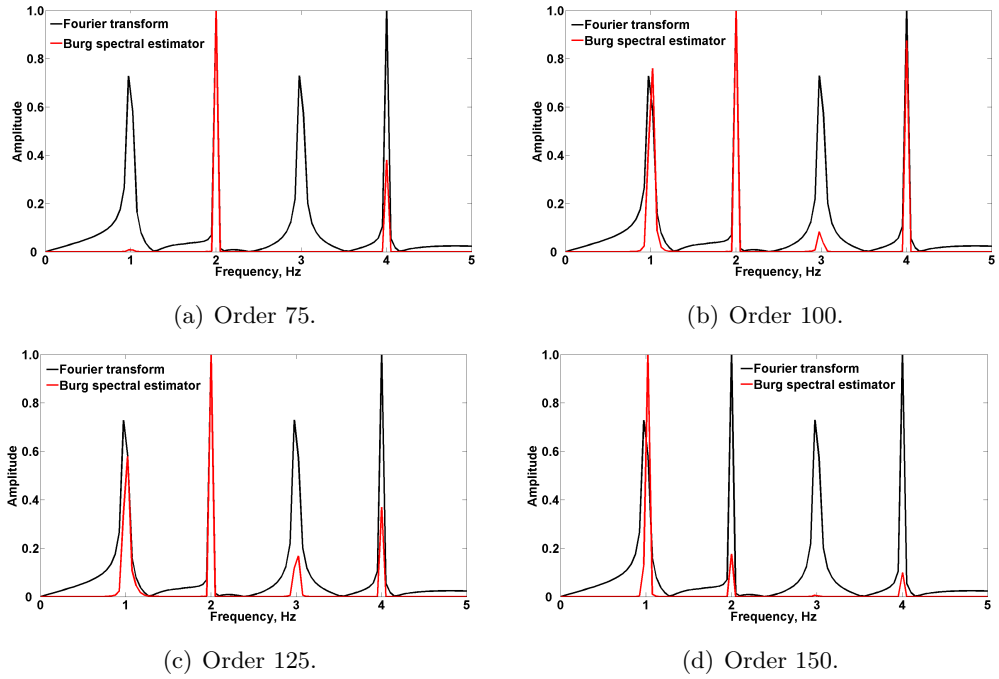 1.0
Fourier transform
Burg spectral estimator
0.8
0.6
0.4
0.2
0
Amplitude
0 1 2 3 4 5
Frequency, Hz
(a) Order 75.
1.0
Fourier transform
Burg spectral estimator
0.8
0.6
0.4
0.2
0
Amplitude
0 1 2 3 4 5
Frequency, Hz
(b) Order 100.
1.0
Fourier transform
Burg spectral estimator
0.8
0.6
0.4
0.2
0
Amplitude
0 1 2 3 4 5
Frequency, Hz
(c) Order 125.
1.0
Fourier transform
Burg spectral estimator
0.8
0.6
0.4
0.2
0
Amplitude
0 1 2 3 4 5
Frequency, Hz
(d) Order 150.